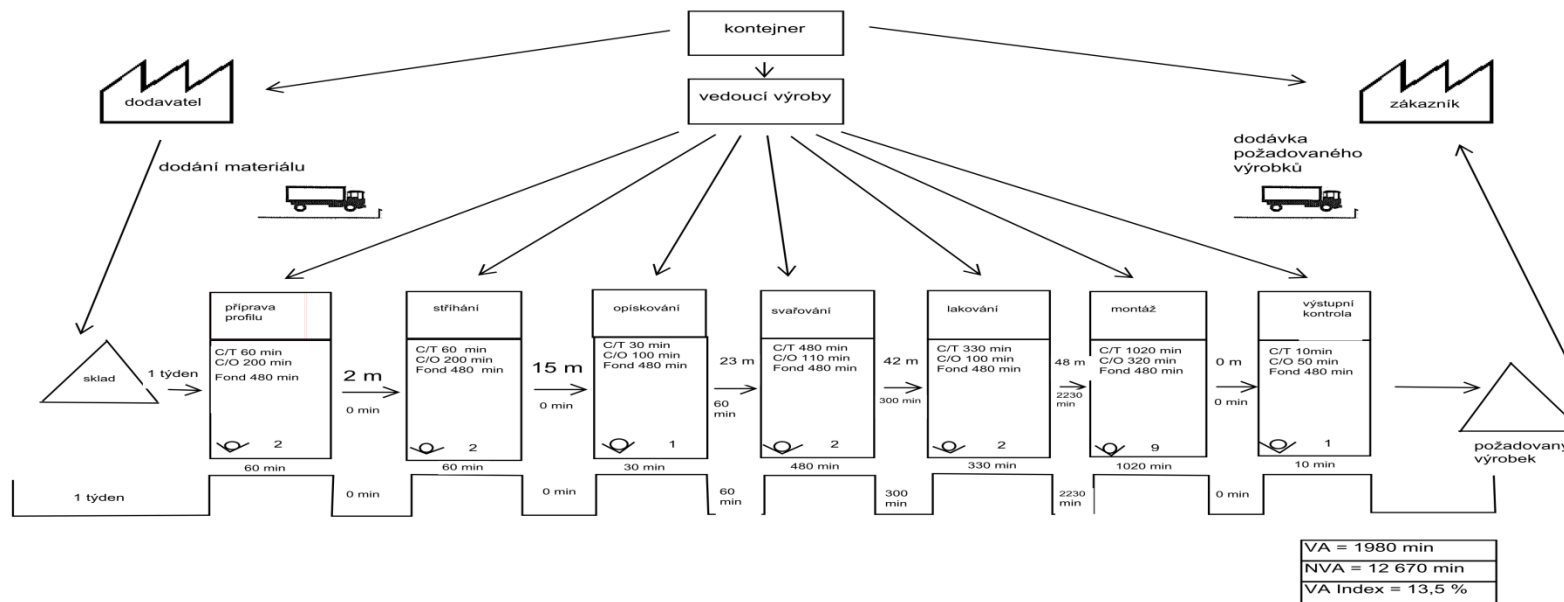 kontejner
vedoucí výroby
dodavatel
zákazník
dodání materiálu
dodávka
požadovaného
výrobků
sklad
1 týden
příprava
profilu
C/T 60 min
C/O 200 min
Fond 480 min
2
2 m
0 min
stříhání
C/T 60 min
C/O 200 min
Fond 480 min
2
15 m
0 min
opískování
C/T 30 min
C/O 100 min
Fond 480 min
1
23 m
60
min
svařování
C/T 480 min
C/O 110 min
Fond 480 min
2
42 m
300 min
lakování
C/T 330 min
C/O 100 min
Fond 480 min
2
48 m
2230
min
montáž
C/T 1020 min
C/O 320 min
Fond 480 min
9
0 m
0 min
výstupní
kontrola
C/T 10min
C/O 50 min
Fond 480 min
1
požadovaný
výrobek
1 týden
60 min
0 min
60 min
0 min
30 min
60
min
480 min
300
min
330 min
2230
min
1020 min
0 min
10 min
VA = 1980 min
NVA = 12 670 min
VA Index = 13,5 %